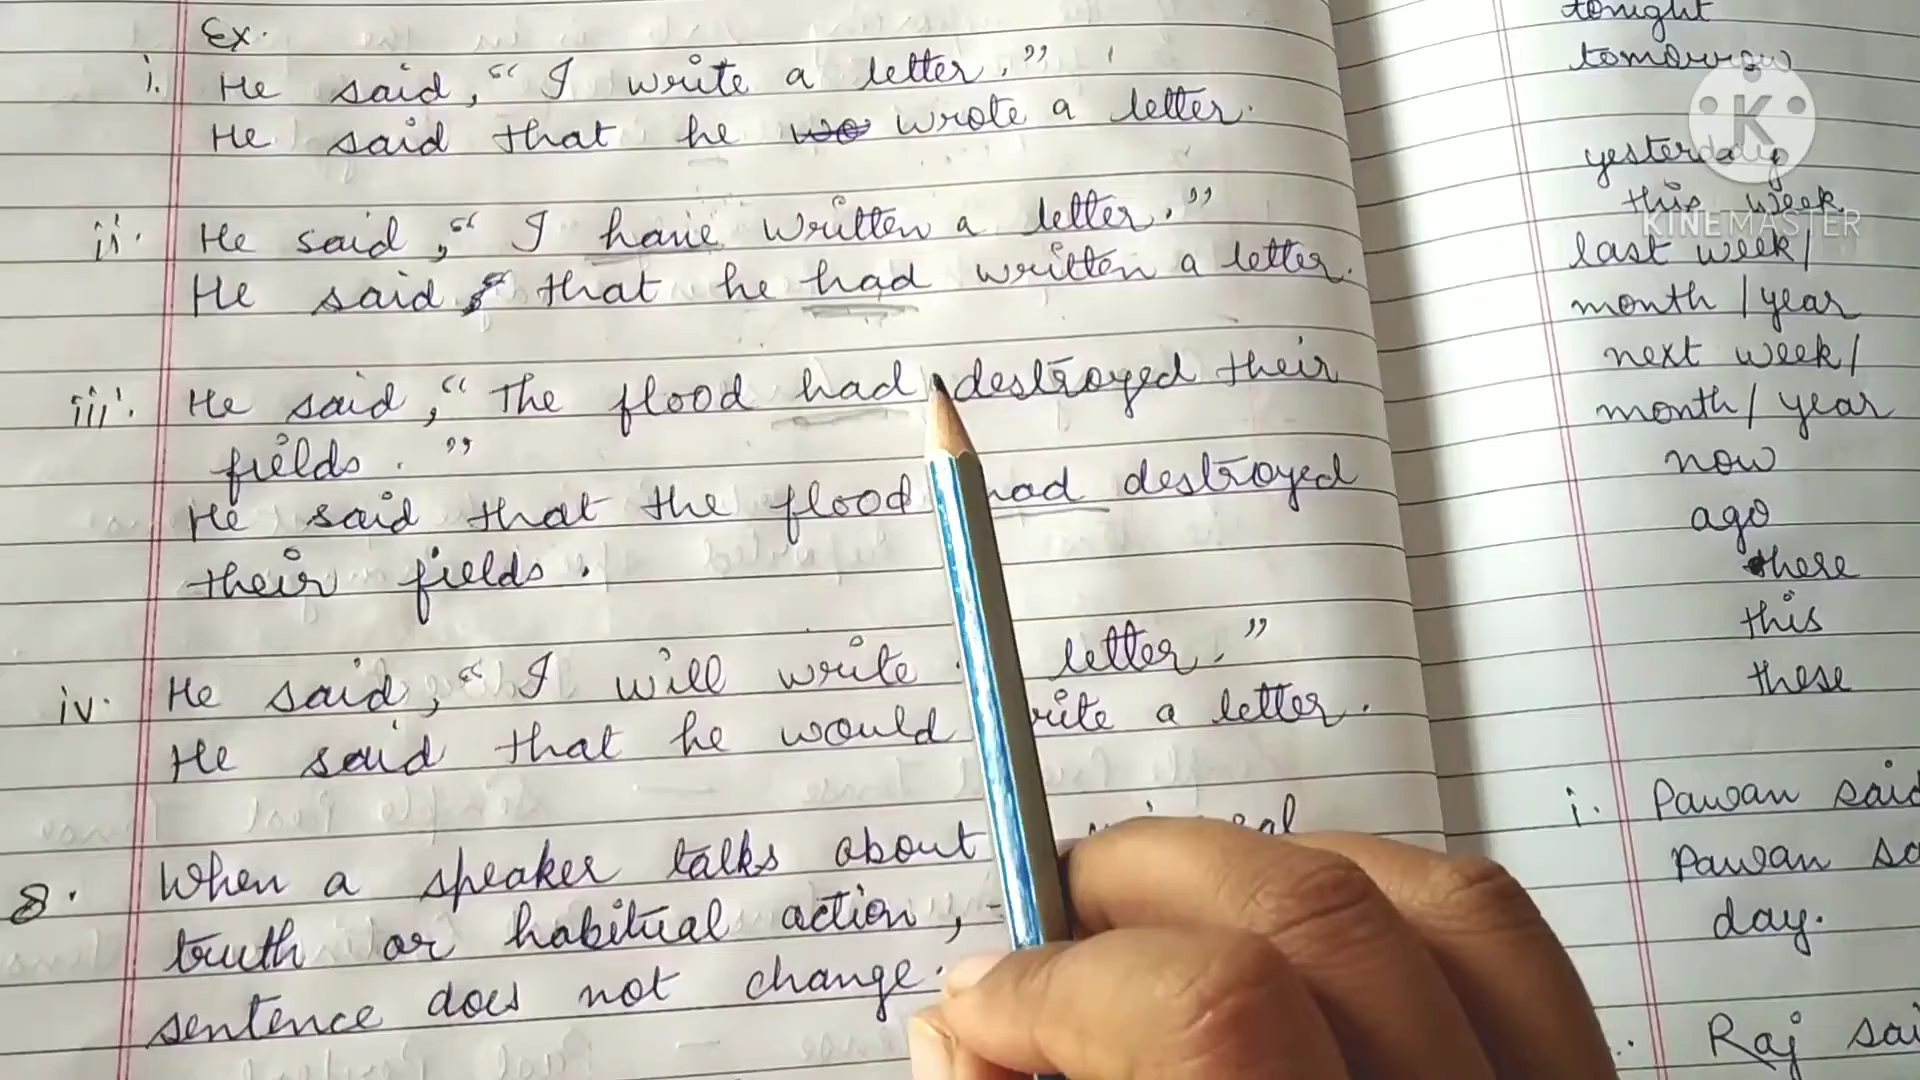 Ex.
i. He said, "I write a letter."
He said that he wrote a letter.
ii. He said, "I have written a letter."
He said that he had written a letter.
iii. He said, "The flood had destroyed their
fields."
He said that the flood had destroyed
their fields.
iv. He said, "I will write letter."
He said that he would write a letter.
8. When a speaker talks about
truth or habitual action,
sentence does not change.
tonight
tomorrow
yesterday
this week
last week/
month/year
next week/
month/year
now
ago
these
this
these
i. Pawan said
Pawan
day.
Raj
K
KINEMASTER